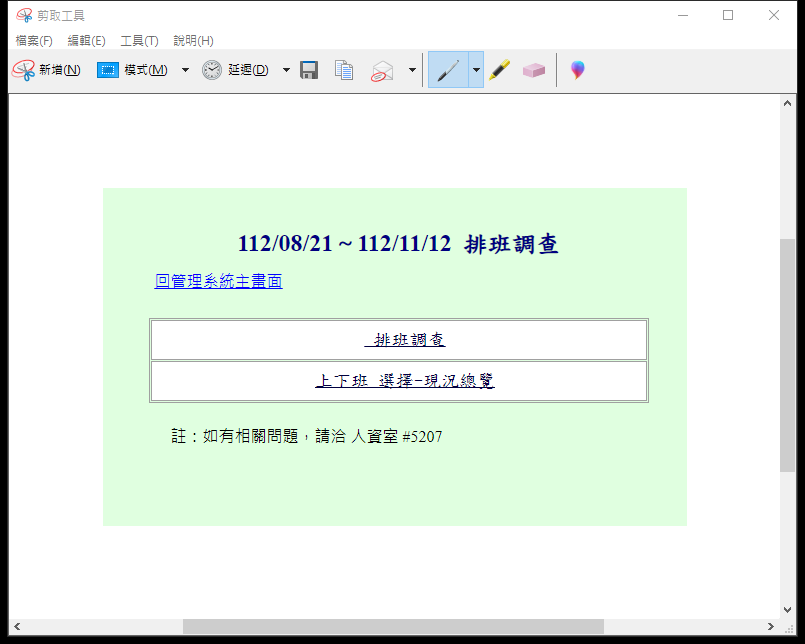 剪取工具
檔案(F) 編輯(E) 工具(T) 說明(H)
新增(N) 模式(M) 延遲(D)
112/08/21 ~ 112/11/12 排班調查
回管理系統主畫面
排班調查
上下班 選擇-現況總覽
註：如有相關問題，請洽 人資室 #5207